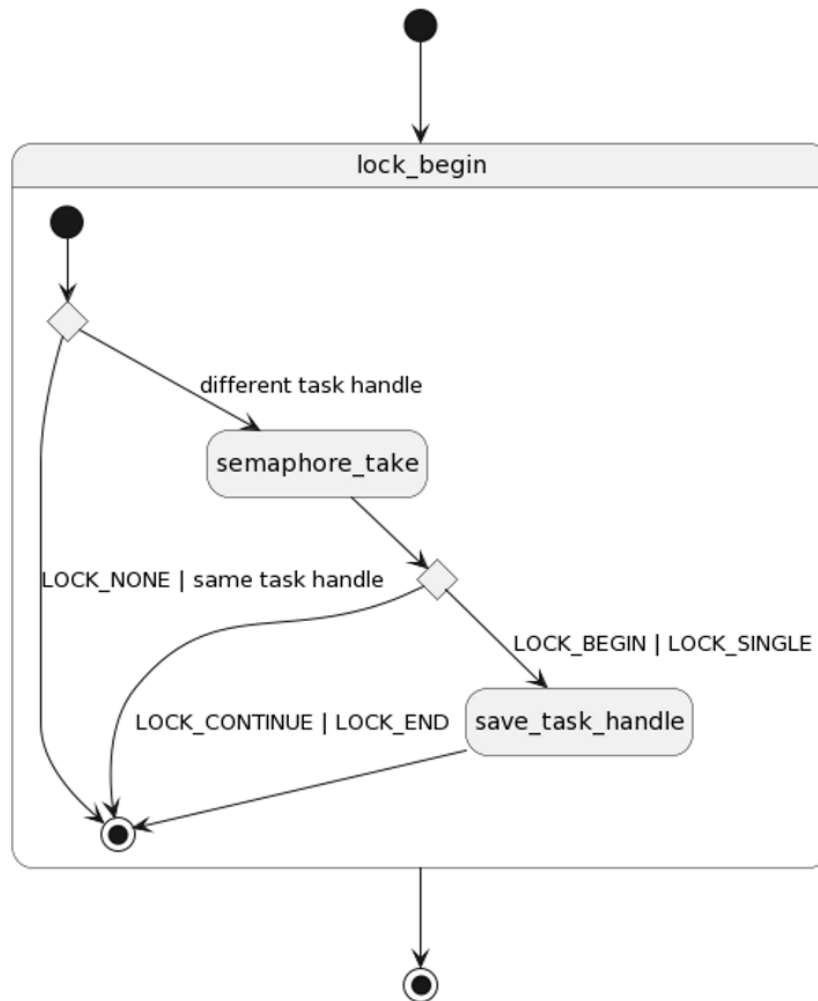 lock_begin
different task handle
semaphore_take
LOCK_NONE | same task handle
LOCK_BEGIN | LOCK_SINGLE
LOCK_CONTINUE | LOCK_END
save_task_handle